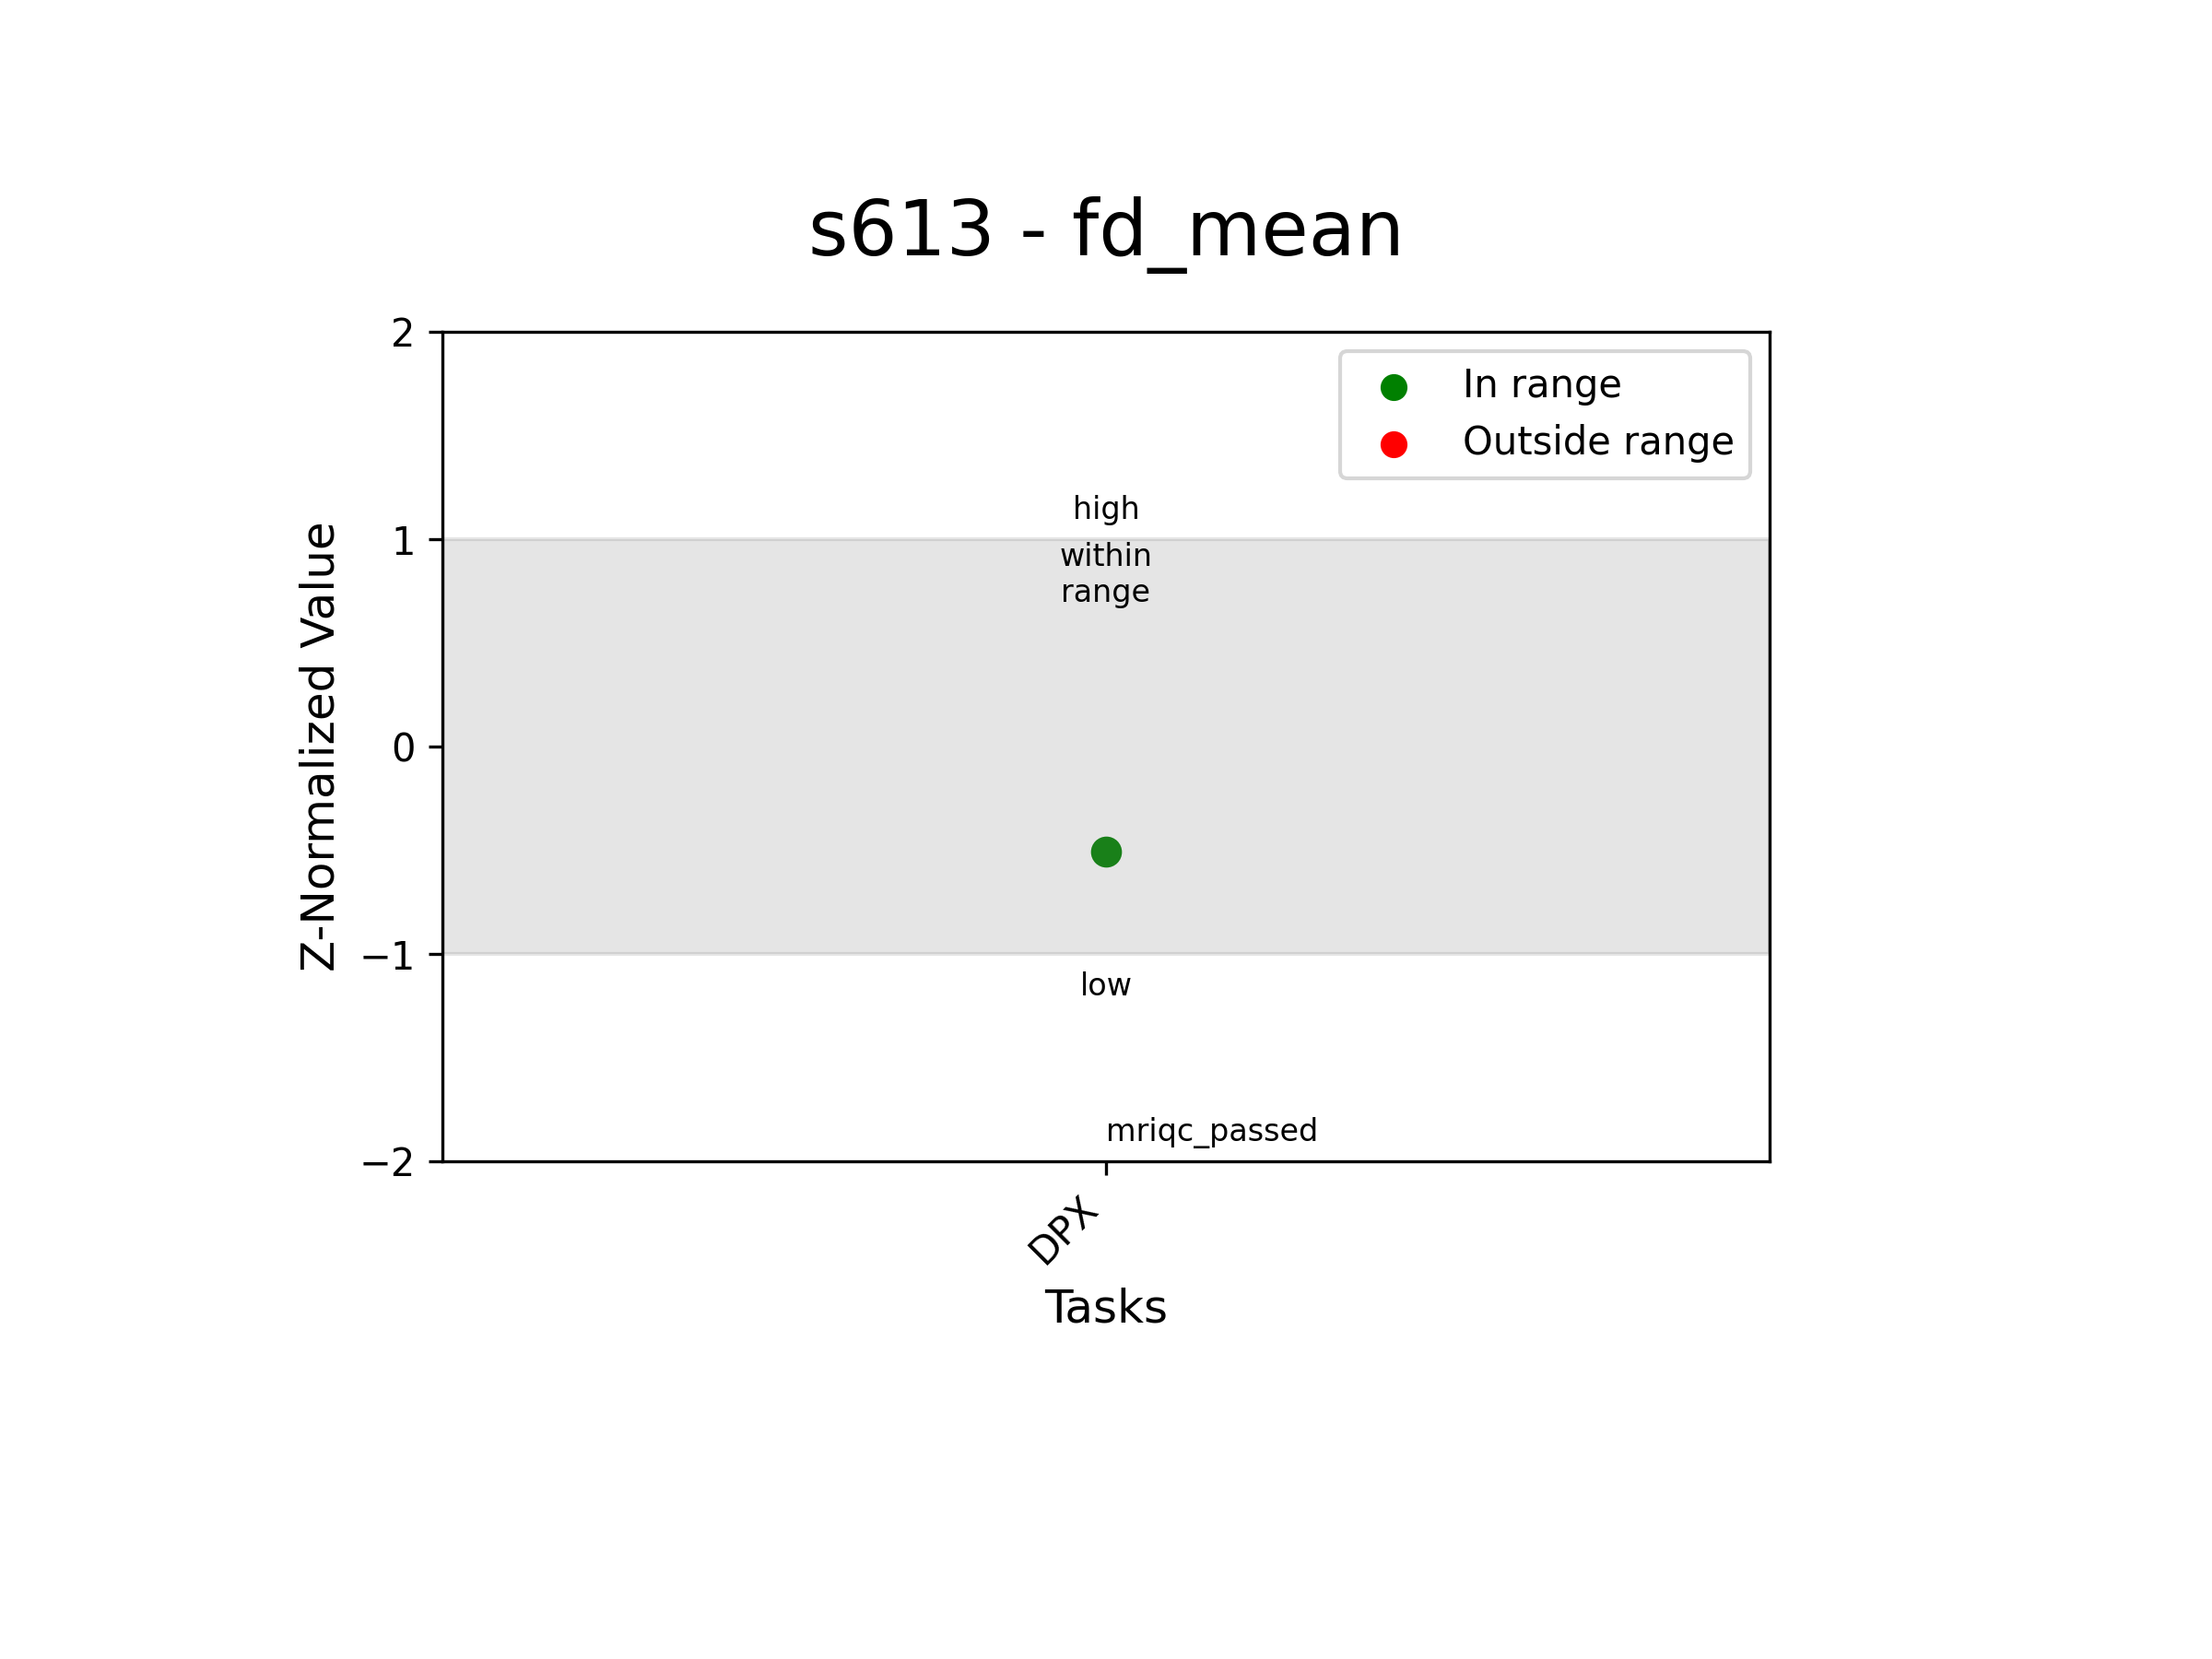 s613 - fd_mean
2
In range
Outside range
high
1
within
range
Z-Normalized Value
0
−1
low
mriqc_passed
−2
DPX
Tasks